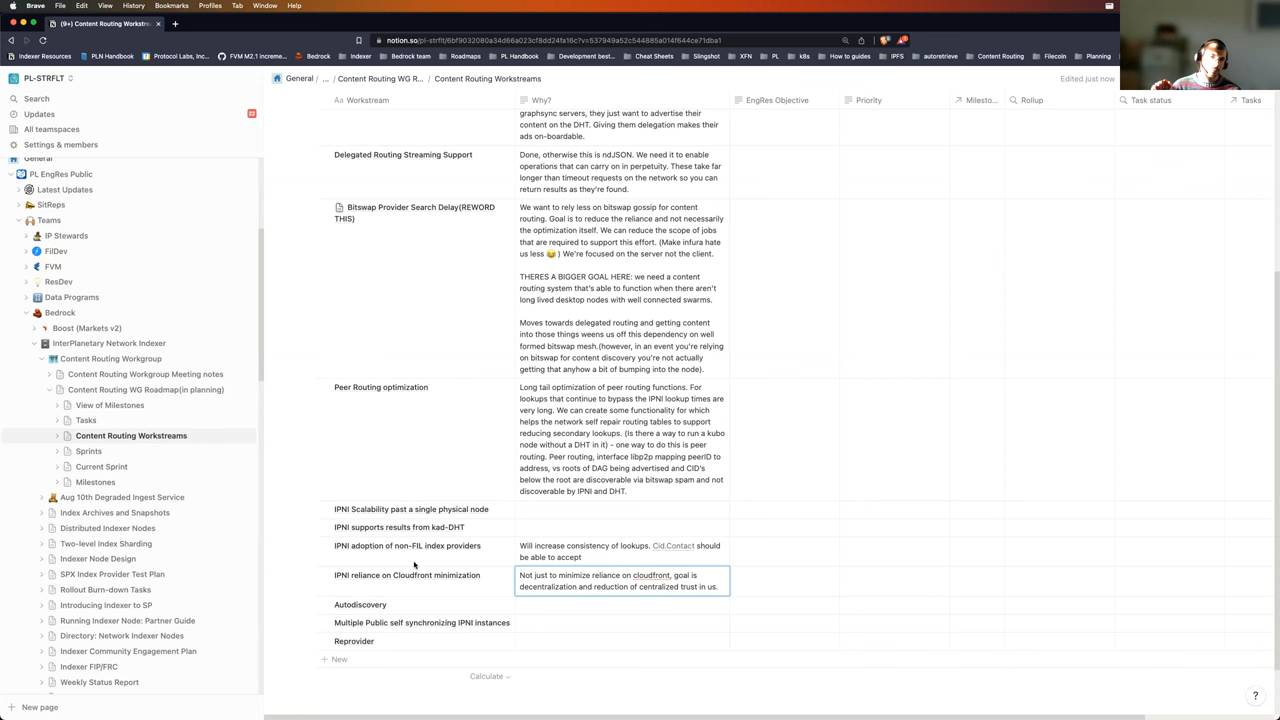 Brave File Edit View History Bookmarks Profiles Tab Window Help
(9+) Content Routing Workstrea
notion.so/pl-strflt/6bf9032080a34d66a023cf8dd24fa16c?v=537949a52c544885a014f644ce71dba1
Indexer Resources PLN Handbook Protocol Labs, Inc... FVM M2.1 increme... Bedrock Indexer Bedrock team Roadmaps PL Handbook Development best... Cheat Sheets Slingshot XFN PL k8s autoretrieve Content Routing Filecoin Planning How to guides IPFS
PL-STRFLT
General / ... / Content Routing WG R... / Content Routing Workstreams
Edited just now
Search
Updates 22
All teamspaces
Settings & members
General
PL EngRes Public
Latest Updates
SitReps
Teams
IP Stewards
FilDev
FVM
ResDev
Data Programs
Bedrock
Boost (Markets v2)
InterPlanetary Network Indexer
Content Routing Workgroup
Content Routing Workgroup Meeting notes
Content Routing WG Roadmap(in planning)
View of Milestones
Tasks
Content Routing Workstreams
Sprints
Current Sprint
Milestones
Aug 10th Degraded Ingest Service
Index Archives and Snapshots
Distributed Indexer Nodes
Two-level Index Sharding
Indexer Node Design
SPX Index Provider Test Plan
Rollout Burn-down Tasks
Introducing Indexer to SP
Running Indexer Node: Partner Guide
Directory: Network Indexer Nodes
Indexer Community Engagement Plan
Indexer FIP/FRC
Weekly Status Report
New page
Aa Workstream Why? EngRes Objective Priority Milesto... Rollup Task status Tasks
graphsync servers, they just want to advertise their
content on the DHT. Giving them delegation makes their
ads on-boardable.
Delegated Routing Streaming Support
Done, otherwise this is ndJSON. We need it to enable
operations that can carry on in perpetuity. These take far
longer than timeout requests on the network so you can
return results as they're found.
Bitswap Provider Search Delay(REWORD
THIS)
We want to rely less on bitswap gossip for content
routing. Goal is to reduce the reliance and not necessarily
the optimization itself. We can reduce the scope of jobs
that are required to support this effort. (Make infura hate
us less 😂 ) We're focused on the server not the client.
THERES A BIGGER GOAL HERE: we need a content
routing system that's able to function when there aren't
long lived desktop nodes with well connected swarms.
Moves towards delegated routing and getting content
into those things weens us off this dependency on well
formed bitswap mesh.(however, in an event you're relying
on bitswap for content discovery you're not actually
getting that anyhow a bit of bumping into the node).
Peer Routing optimization
Long tail optimization of peer routing functions. For
lookups that continue to bypass the IPNI lookup times are
very long. We can create some functionality for which
helps the network self repair routing tables to support
reducing secondary lookups. (Is there a way to run a kubo
node without a DHT in it) - one way to do this is peer
routing. Peer routing, interface libp2p mapping peerID to
address, vs roots of DAG being advertised and CID's
below the root are discoverable via bitswap spam and not
discoverable by IPNI and DHT.
IPNI Scalability past a single physical node
IPNI supports results from kad-DHT
IPNI adoption of non-FIL index providers
Will increase consistency of lookups. Cid.Contact should
be able to accept
IPNI reliance on Cloudfront minimization
Not just to minimize reliance on cloudfront, goal is
decentralization and reduction of centralized trust in us.
Autodiscovery
Multiple Public self synchronizing IPNI instances
Reprovider
New
Calculate
?